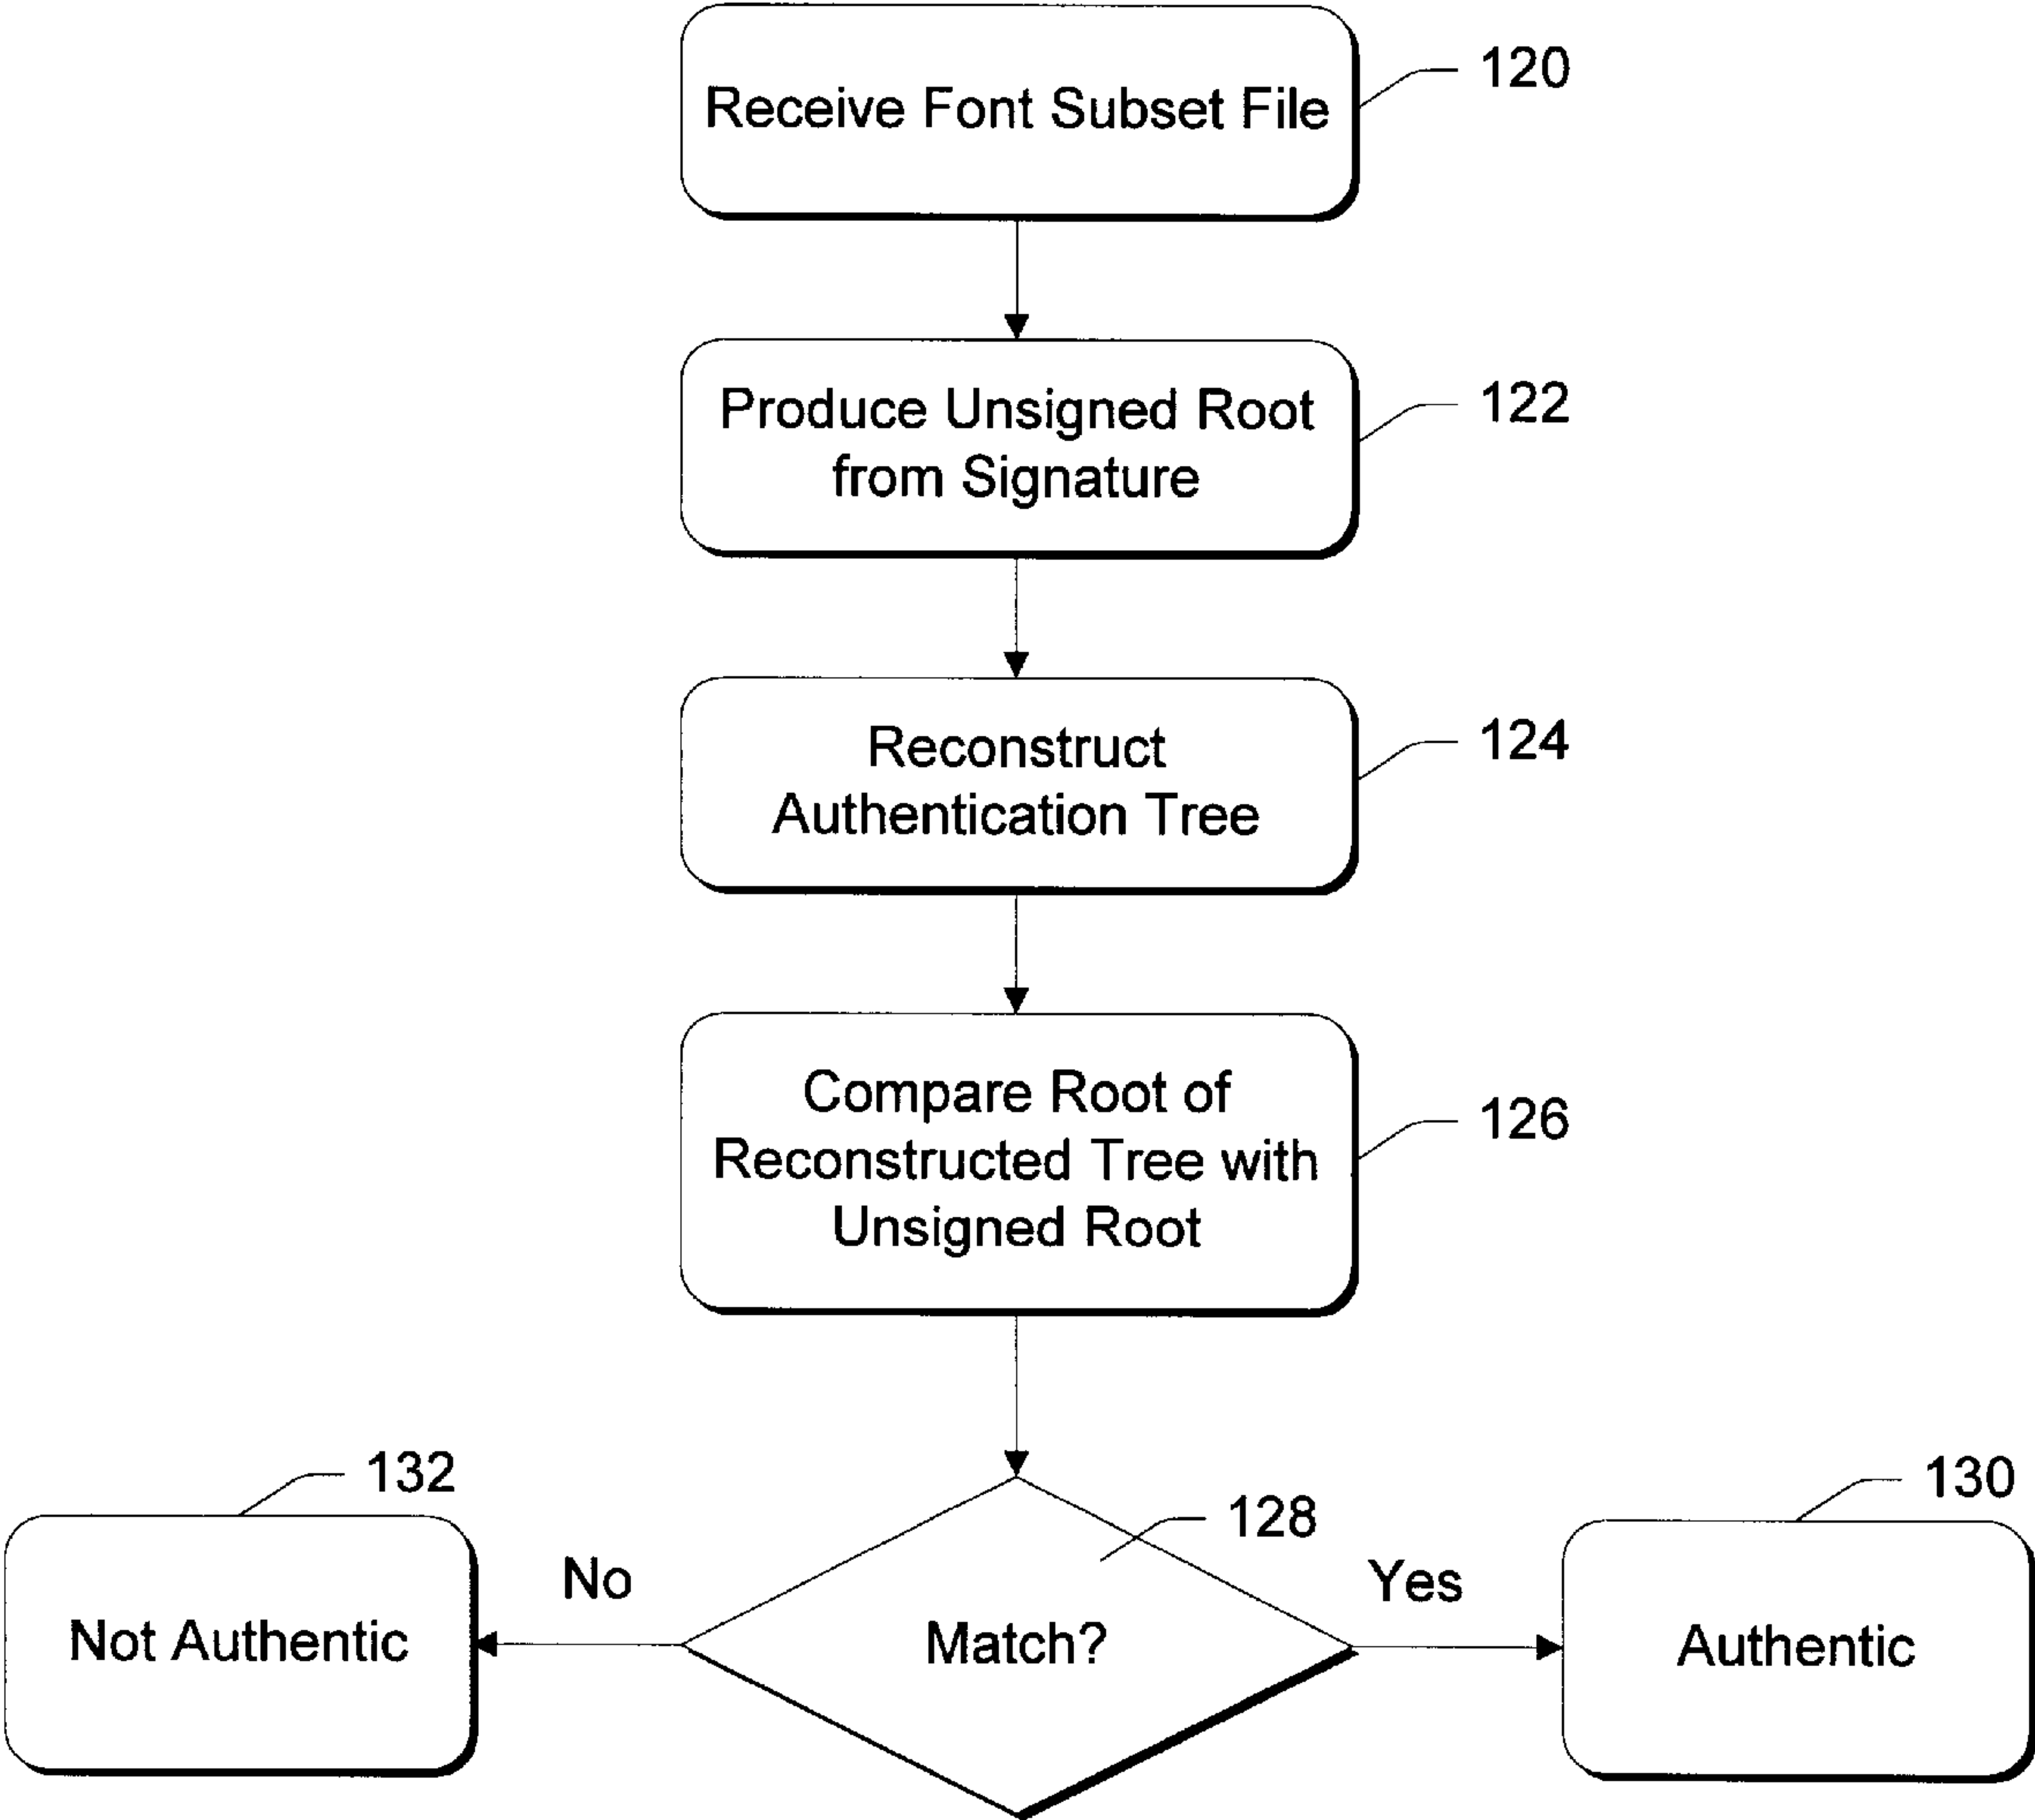 Receive Font Subset File
120
Produce Unsigned Root
from Signature
122
Reconstruct
Authentication Tree
124
Compare Root of
Reconstructed Tree with
Unsigned Root
126
132
128
130
No
Yes
Not Authentic
Match?
Authentic